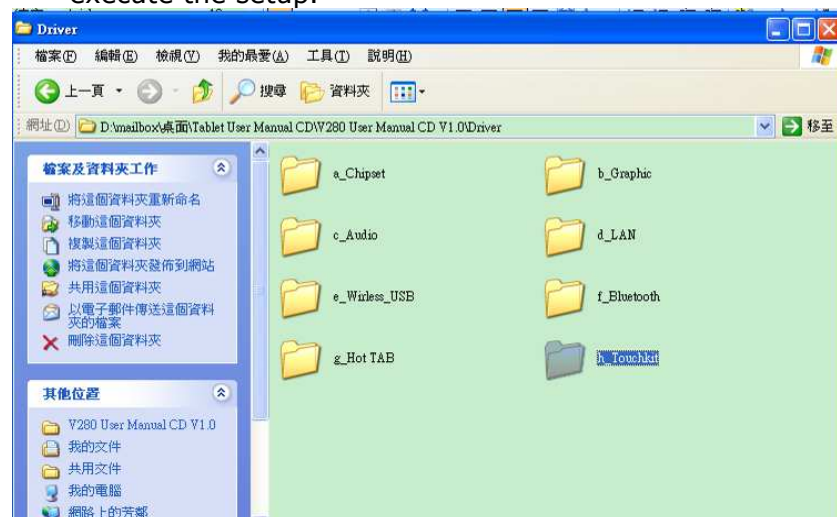 execute the setup.
Driver
檔案(F) 編輯(E) 檢視(V) 我的最愛(A) 工具(T) 說明(H)
上一頁 搜尋 資料夾
網址(D) D:\mailbox\桌面\Tablet User Manual CD\V280 User Manual CD V1.0\Driver 移至
檔案及資料夾工作
將這個資料夾重新命名
移動這個資料夾
複製這個資料夾
將這個資料夾發佈到網站
共用這個資料夾
以電子郵件傳送這個資料
夾的檔案
刪除這個資料夾
其他位置
V280 User Manual CD V1.0
我的文件
共用文件
我的電腦
網路上的芳鄰
a_Chipset b_Graphic
c_Audio d_LAN
e_Wirless_USB f_Bluetooth
g_Hot TAB h_Touchkit